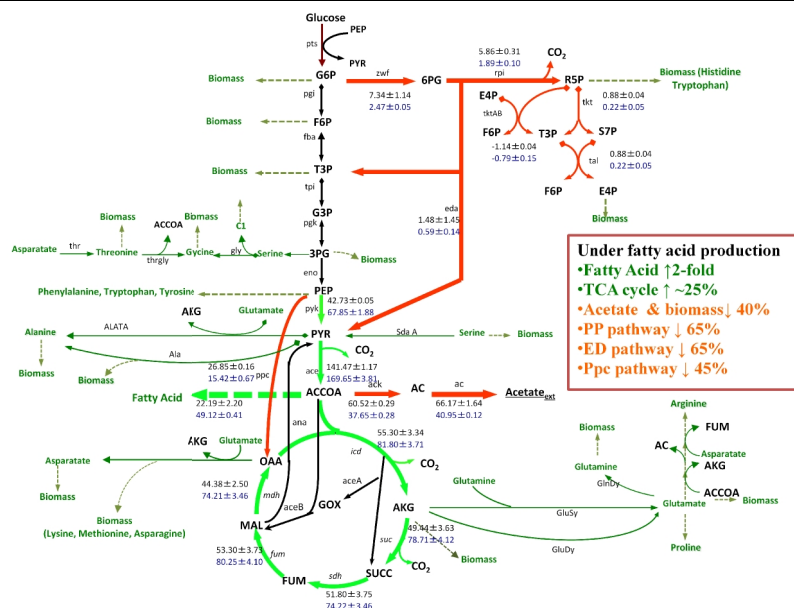 Glucose
PEP
pts
PYR
G6P
Biomass
zwf
7.34±1.14
2.47±0.05
6PG
5.86±0.31
1.89±0.10
rpi
CO2
R5P
Biomass (Histidine
Tryptophan)
pgi
F6P
Biomass
E4P
tktAB
F6P
T3P
tkt
0.88±0.04
0.22±0.05
S7P
-1.14±0.04
-0.79±0.15
tal
0.88±0.04
0.22±0.05
F6P
E4P
Biomass
fba
T3P
Biomass
tpi
G3P
pgk
eda
1.48±1.45
0.59±0.14
Biomass
ACCOA
Biomass
C1
Asparatate
thr
Threonine
thrgly
Gycine
gly
Serine
3PG
Biomass
eno
Phenylalanine, Tryptophan, Tyrosine
PEP
pyk
42.73±0.05
67.85±1.88
AKG
GLutamate
Alanine
ALATA
PYR
Sda A
Serine
Biomass
Ala
Biomass
Biomass
CO2
26.85±0.16
15.42±0.67
ppc
ace
141.47±1.17
169.65±3.81
Fatty Acid
22.19±2.20
49.12±0.41
ACCOA
ack
60.52±0.29
37.65±0.28
AC
ac
66.17±1.64
40.95±0.12
Acetateext
Under fatty acid production
•Fatty Acid ↑2-fold
•TCA cycle ↑ ~25%
•Acetate & biomass↓ 40%
•PP pathway ↓ 65%
•ED pathway ↓ 65%
•Ppc pathway ↓ 45%
ana
55.30±3.34
81.80±3.71
icd
CO2
AKG
Glutamate
Asparatate
OAA
Biomass
Biomass
(Lysine, Methionine, Asparagine)
44.38±2.50
74.21±3.46
mdh
aceB
GOX
aceA
MAL
AKG
49.44±3.63
78.71±4.12
suc
CO2
Biomass
53.30±3.73
80.25±4.10
fum
FUM
sdh
SUCC
51.80±3.75
74.22±3.46
Glutamine
GluSy
GluDy
Glutamate
Biomass
Glutamine
GlnDy
Arginine
FUM
AC
Asparatate
AKG
ACCOA
Biomass
Proline